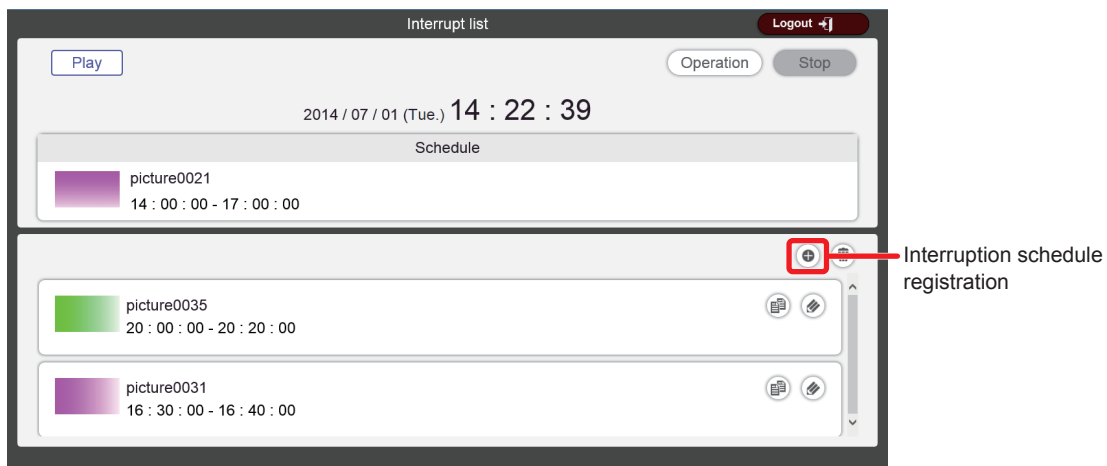 Interrupt list
Logout
Play
Operation
Stop
2014 / 07 / 01 (Tue.) 14 : 22 : 39
Schedule
picture0021
14 : 00 : 00 - 17 : 00 : 00
Interruption schedule
registration
picture0035
20 : 00 : 00 - 20 : 20 : 00
picture0031
16 : 30 : 00 - 16 : 40 : 00